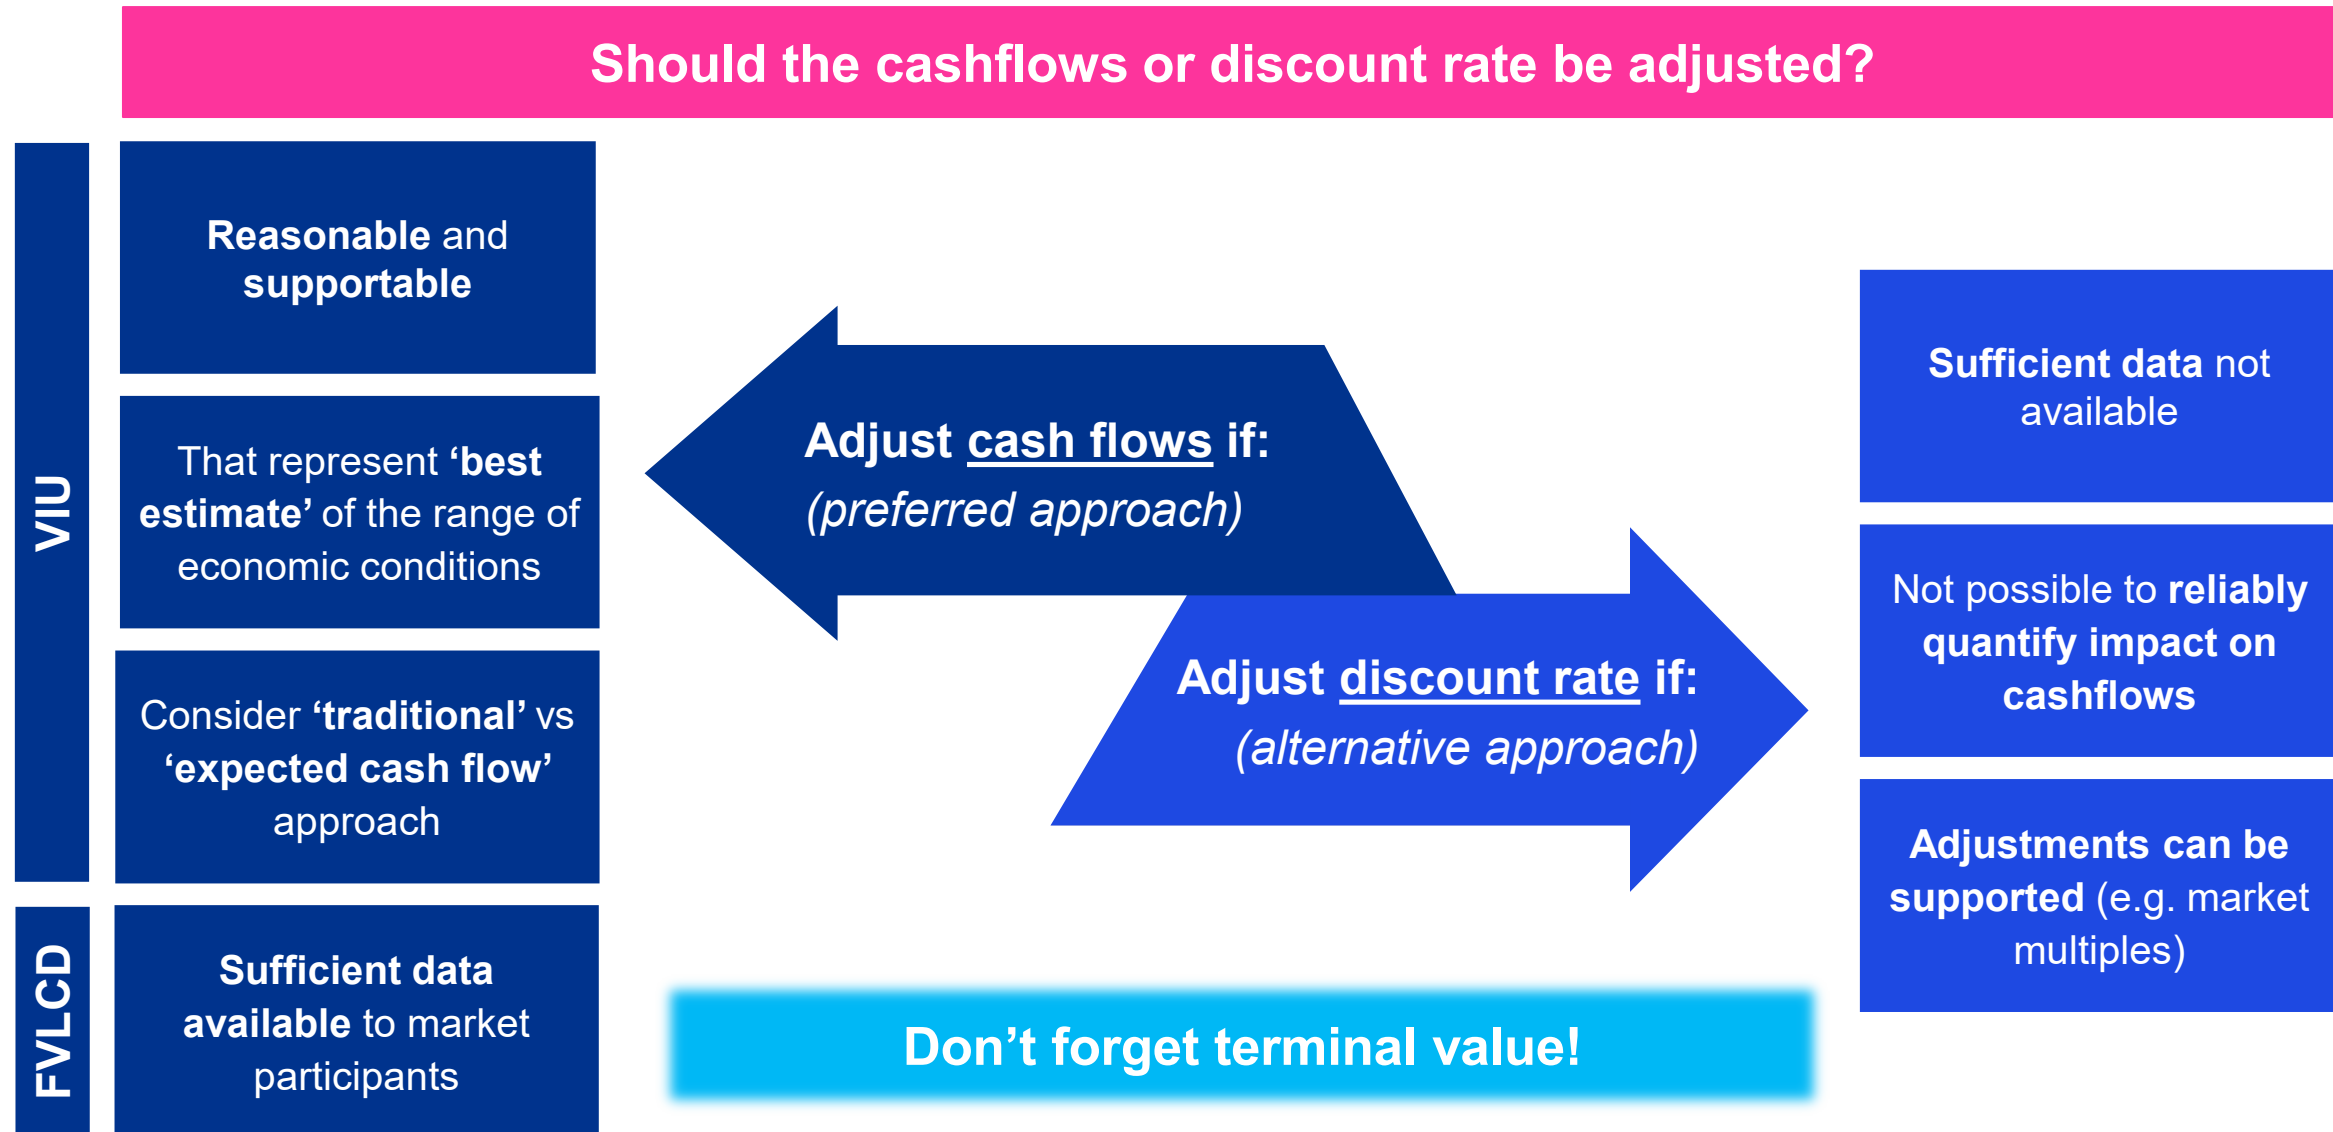 Should the cashflows or discount rate be adjusted?
VIU
Reasonable and
supportable
That represent ‘best
estimate’ of the range of
economic conditions
Consider ‘traditional’ vs
‘expected cash flow’
approach
FVLCD
Sufficient data
available to market
participants
Adjust cash flows if:
(preferred approach)
Adjust discount rate if:
(alternative approach)
Don’t forget terminal value!
Sufficient data not
available
Not possible to reliably
quantify impact on
cashflows
Adjustments can be
supported (e.g. market
multiples)